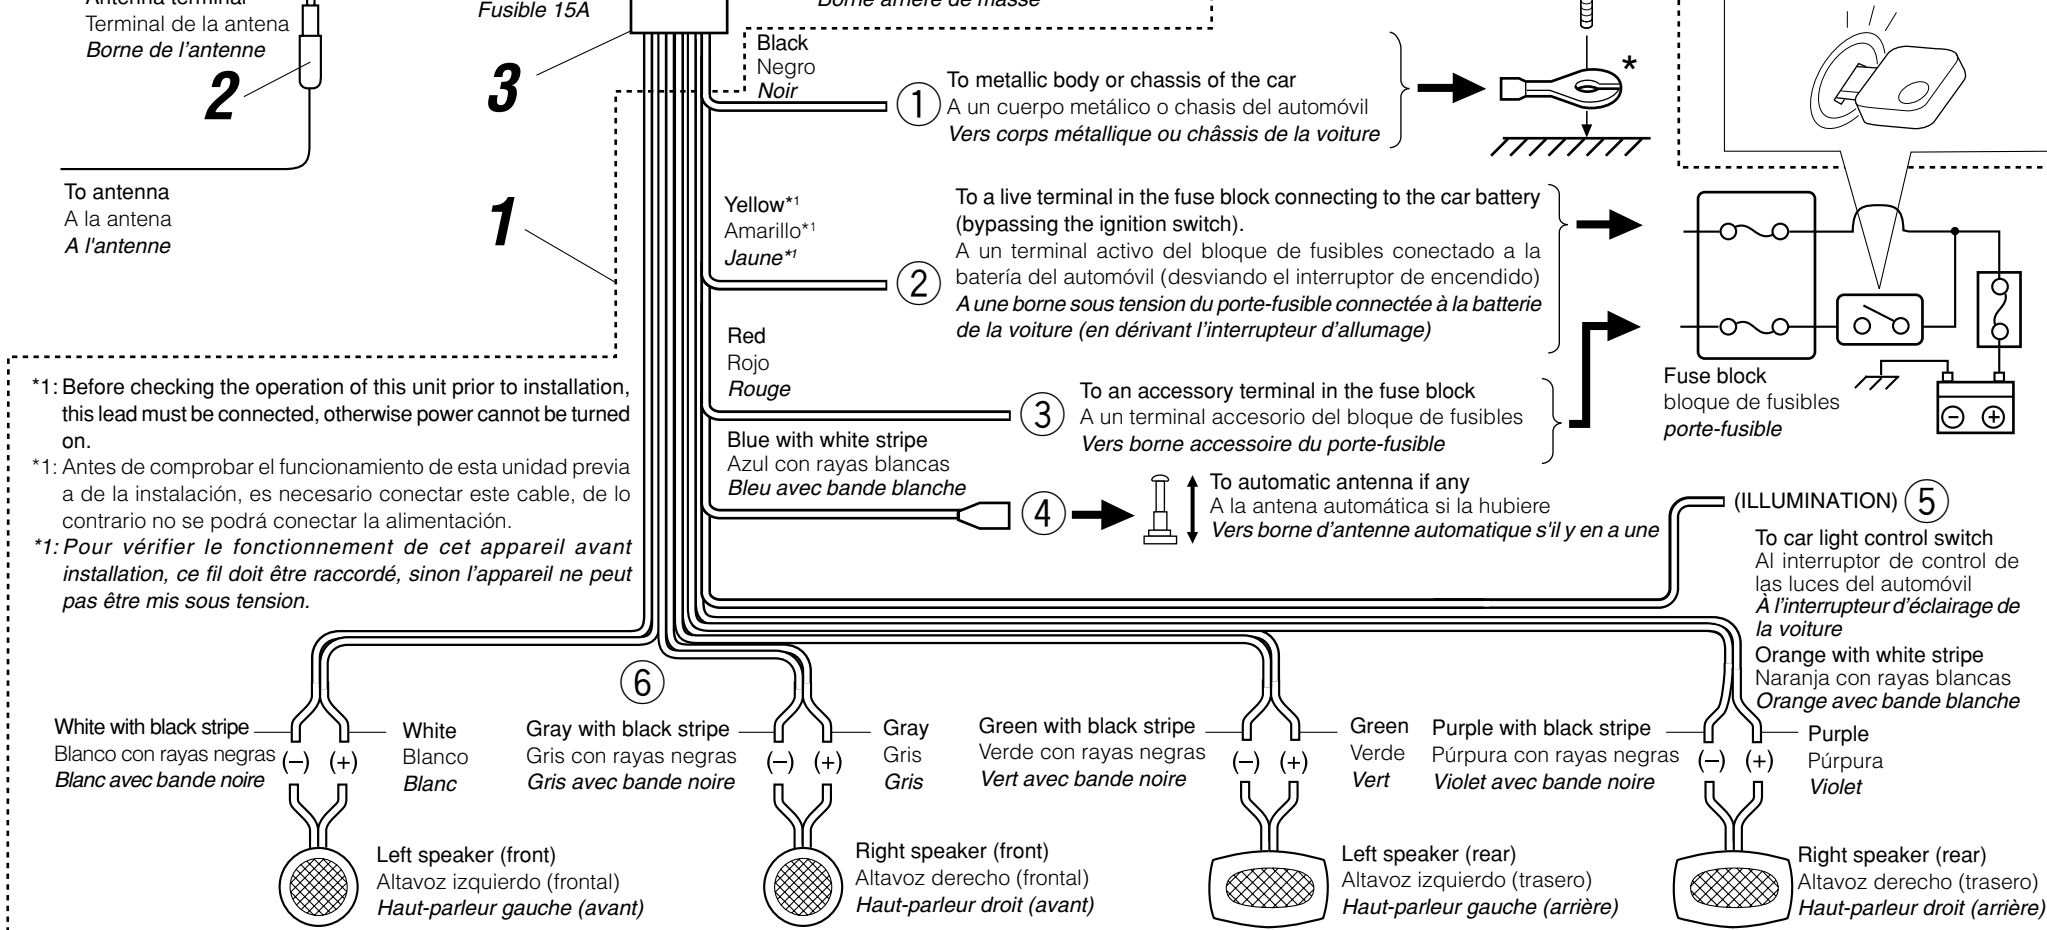 Antenna terminal
Terminal de la antena
Borne de l'antenne
2
Fusible 15A
3
Borne arrière de masse
To antenna
A la antena
A l'antenne
1
Black
Negro
Noir
1
To metallic body or chassis of the car
A un cuerpo metálico o chasis del automóvil
Vers corps métallique ou châssis de la voiture
*
Yellow*1
Amarillo*1
Jaune*1
2
To a live terminal in the fuse block connecting to the car battery
(bypassing the ignition switch).
A un terminal activo del bloque de fusibles conectado a la
batería del automóvil (desviando el interruptor de encendido)
A une borne sous tension du porte-fusible connectée à la batterie
de la voiture (en dérivant l'interrupteur d'allumage)
Red
Rojo
Rouge
3
To an accessory terminal in the fuse block
A un terminal accesorio del bloque de fusibles
Vers borne accessoire du porte-fusible
Fuse block
bloque de fusibles
porte-fusible
− +
*1: Before checking the operation of this unit prior to installation,
this lead must be connected, otherwise power cannot be turned
on.
*1: Antes de comprobar el funcionamiento de esta unidad previa
a de la instalación, es necesario conectar este cable, de lo
contrario no se podrá conectar la alimentación.
*1: Pour vérifier le fonctionnement de cet appareil avant
installation, ce fil doit être raccordé, sinon l'appareil ne peut
pas être mis sous tension.
Blue with white stripe
Azul con rayas blancas
Bleu avec bande blanche
4
To automatic antenna if any
A la antena automática si la hubiere
Vers borne d'antenne automatique s'il y en a une
(ILLUMINATION) 5
To car light control switch
Al interruptor de control de
las luces del automóvil
À l'interrupteur d'éclairage de
la voiture
Orange with white stripe
Naranja con rayas blancas
Orange avec bande blanche
6
White with black stripe
Blanco con rayas negras
Blanc avec bande noire
(−) (+)
White
Blanco
Blanc
Left speaker (front)
Altavoz izquierdo (frontal)
Haut-parleur gauche (avant)
Gray with black stripe
Gris con rayas negras
Gris avec bande noire
(−) (+)
Gray
Gris
Gris
Right speaker (front)
Altavoz derecho (frontal)
Haut-parleur droit (avant)
Green with black stripe
Verde con rayas negras
Vert avec bande noire
(−) (+)
Green
Verde
Vert
Left speaker (rear)
Altavoz izquierdo (trasero)
Haut-parleur gauche (arrière)
Purple with black stripe
Púrpura con rayas negras
Violet avec bande noire
(−) (+)
Purple
Púrpura
Violet
Right speaker (rear)
Altavoz derecho (trasero)
Haut-parleur droit (arrière)